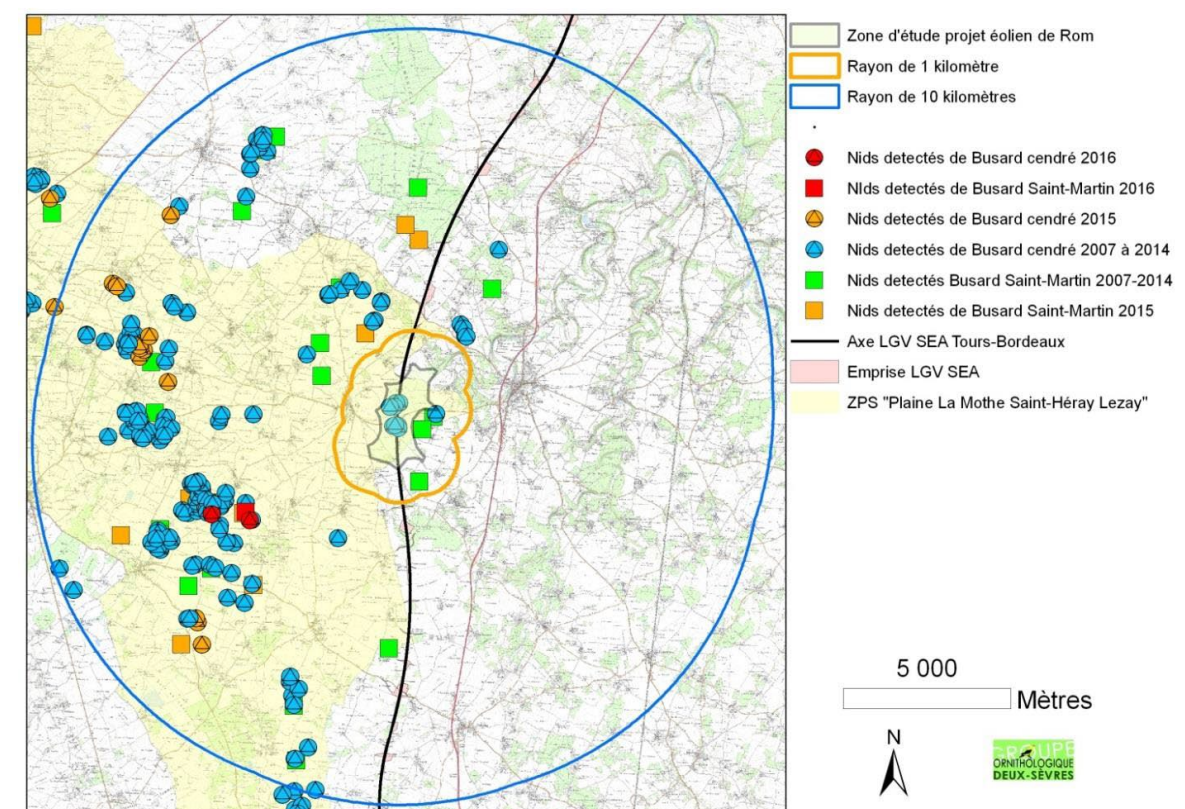 Zone d'étude projet éolien de Rom
Rayon de 1 kilomètre
Rayon de 10 kilomètres
Nids detectés de Busard cendré 2016
NIds detectés de Busard Saint-Martin 2016
Nids detectés de Busard cendré 2015
Nids detectés de Busard cendré 2007 à 2014
Nids detectés Busard Saint-Martin 2007-2014
Nids detectés de Busard Saint-Martin 2015
Axe LGV SEA Tours-Bordeaux
Emprise LGV SEA
ZPS "Plaine La Mothe Saint-Héray Lezay"
5 000
Mètres
N
GROUPE
ORNITHOLOGIQUE
DEUX-SÈVRES